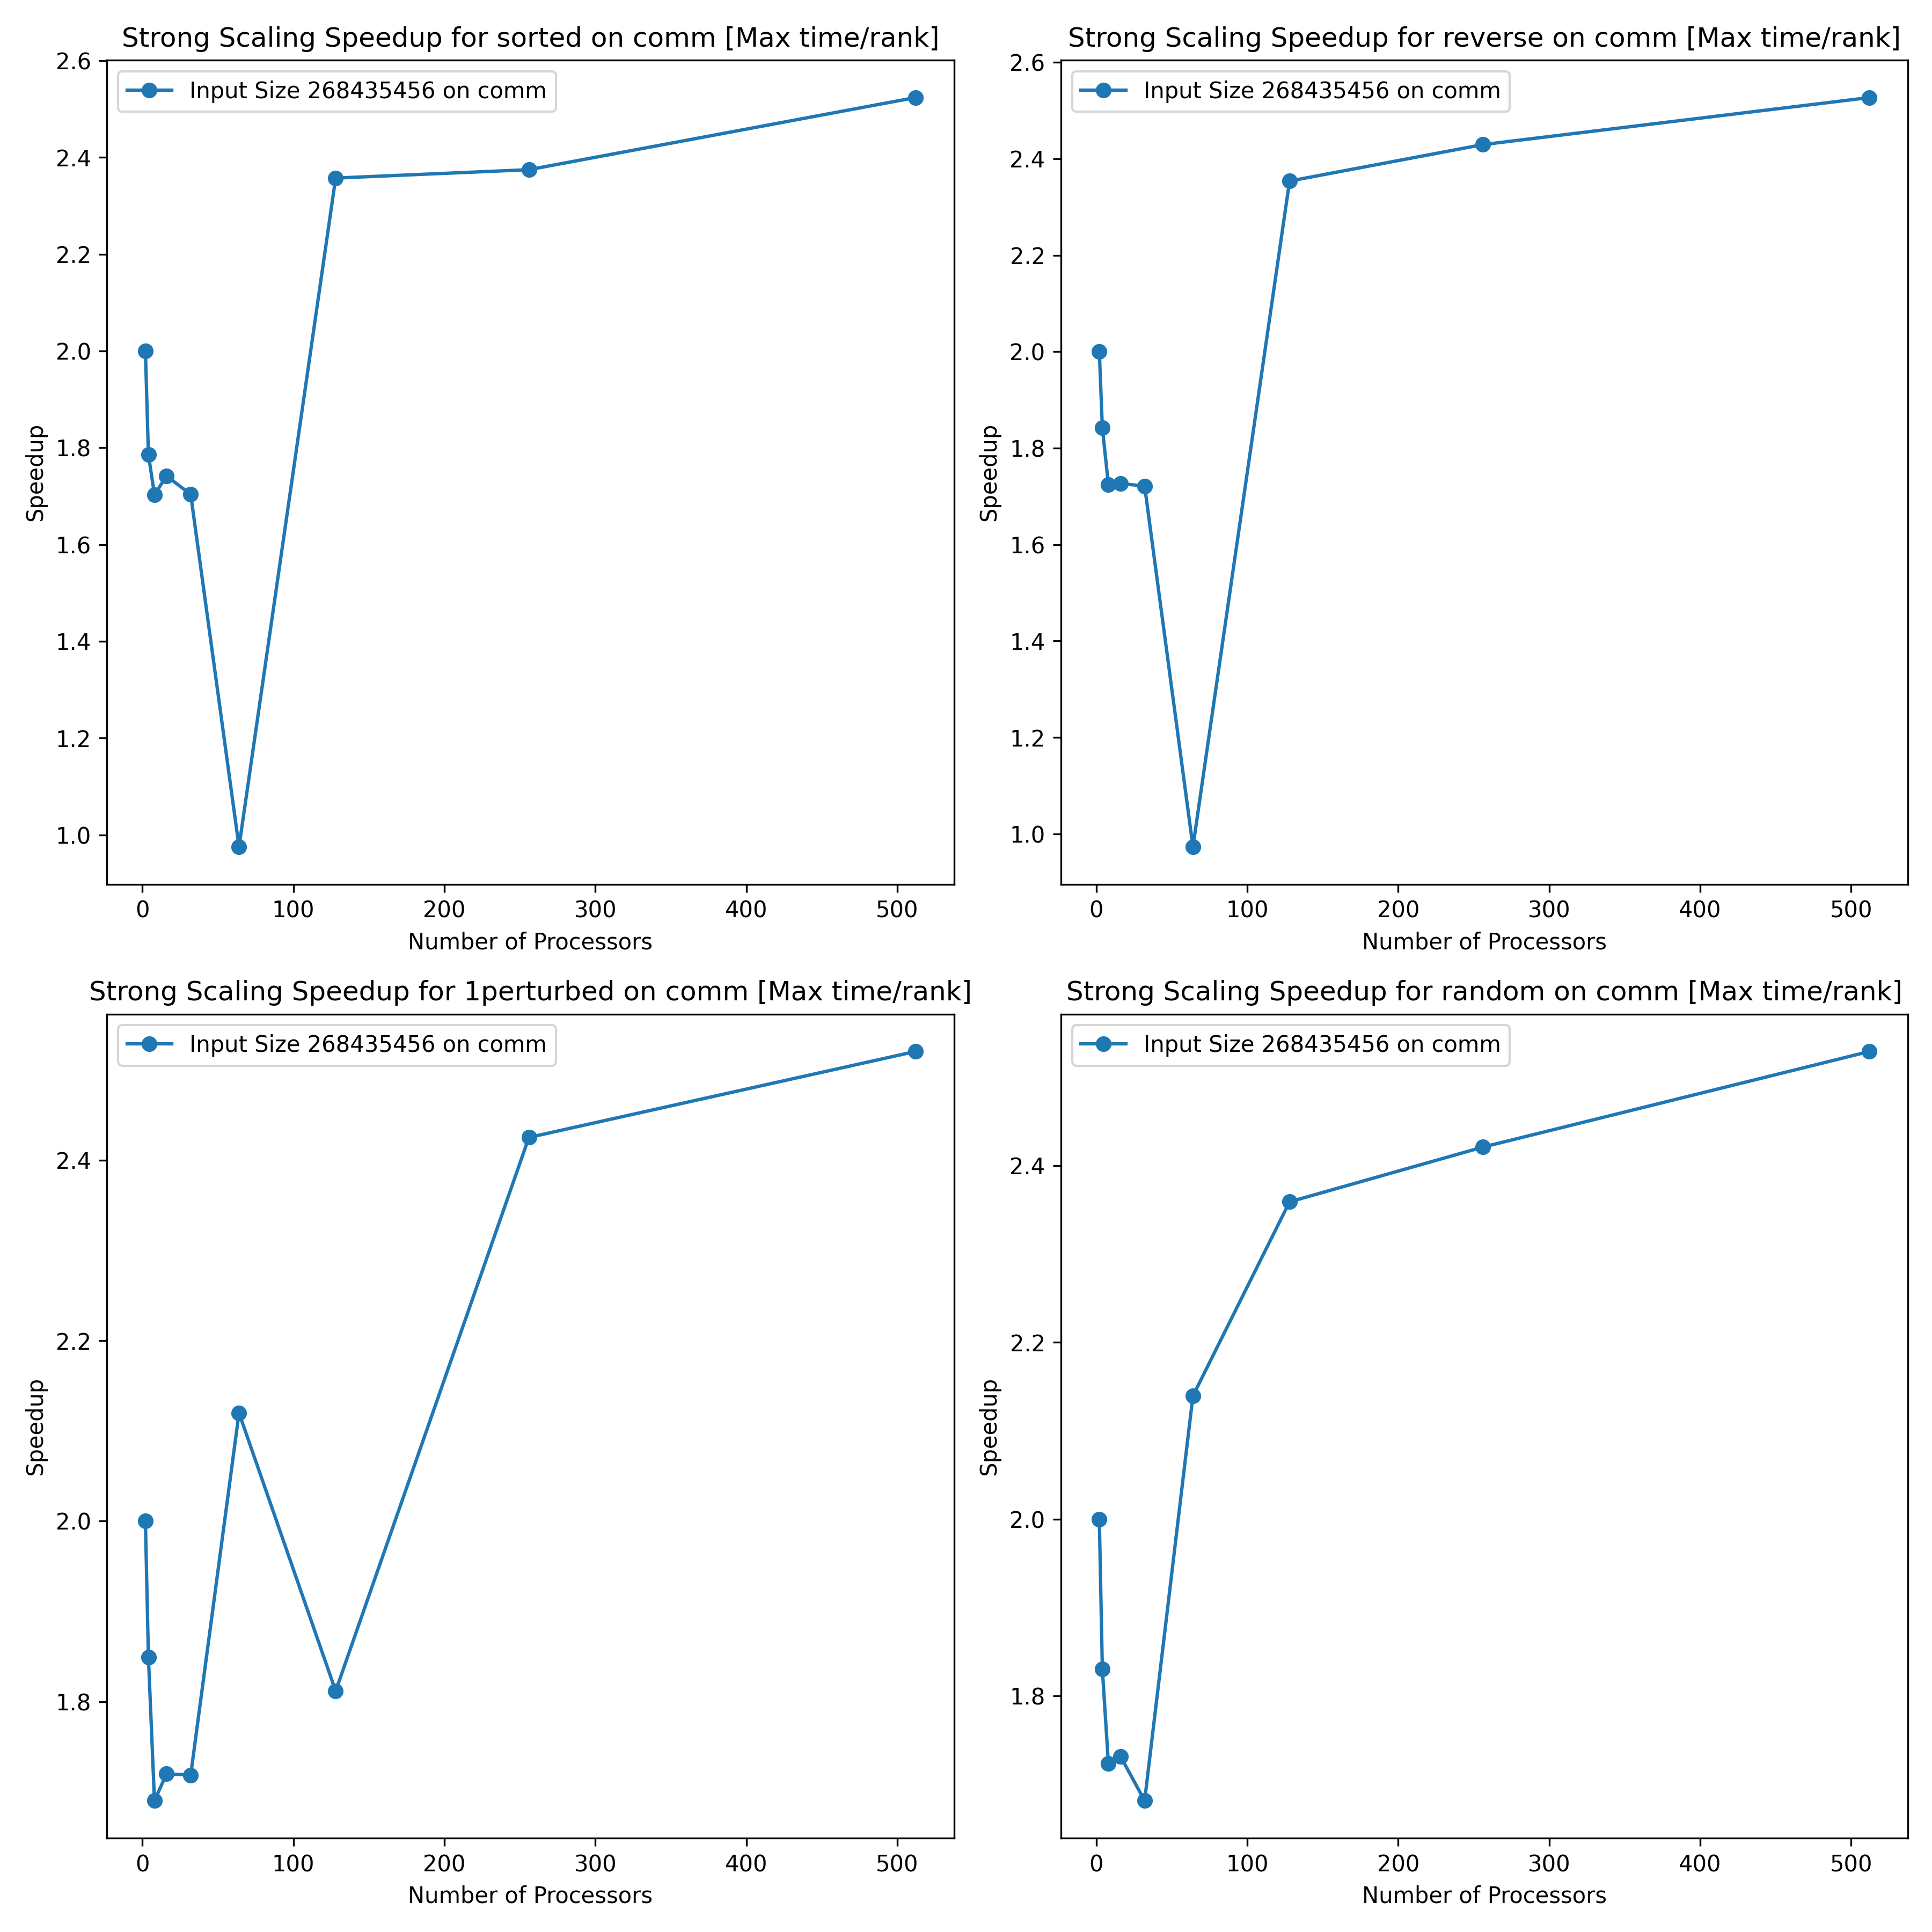 Strong Scaling Speedup for sorted on comm [Max time/rank]
Input Size 268435456 on comm
Speedup
2.6
2.4
2.2
2.0
1.8
1.6
1.4
1.2
1.0
0 100 200 300 400 500
Number of Processors
Strong Scaling Speedup for reverse on comm [Max time/rank]
Input Size 268435456 on comm
Speedup
2.6
2.4
2.2
2.0
1.8
1.6
1.4
1.2
1.0
0 100 200 300 400 500
Number of Processors
Strong Scaling Speedup for 1perturbed on comm [Max time/rank]
Input Size 268435456 on comm
Speedup
2.4
2.2
2.0
1.8
0 100 200 300 400 500
Number of Processors
Strong Scaling Speedup for random on comm [Max time/rank]
Input Size 268435456 on comm
Speedup
2.4
2.2
2.0
1.8
0 100 200 300 400 500
Number of Processors